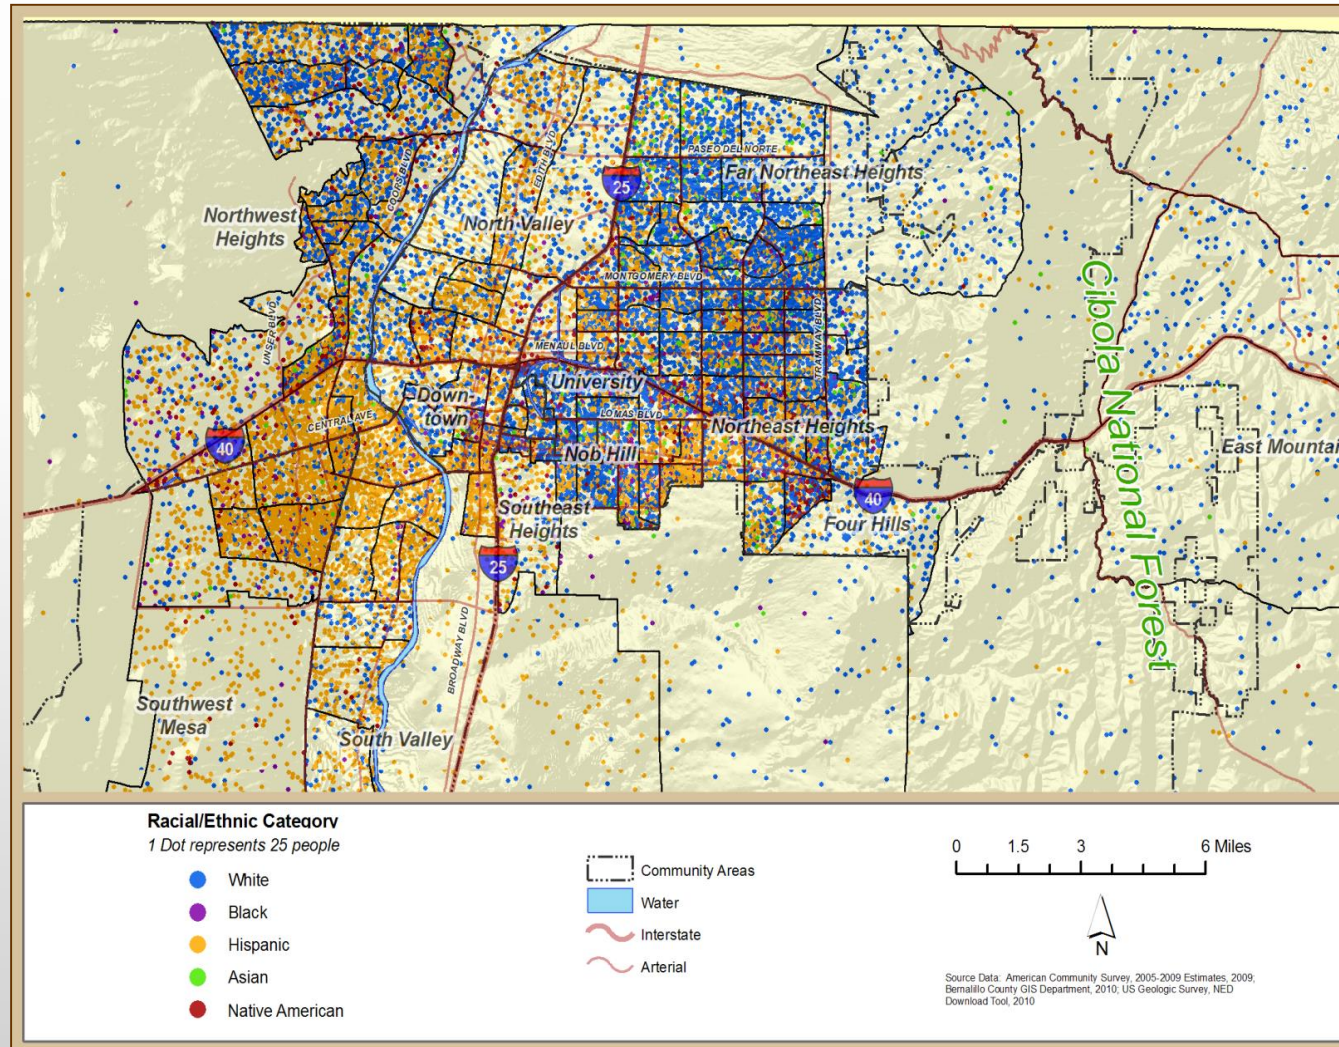 PASEO DEL NORTE
Far Northeast Heights
25
COORS BLVD
EDITH BLVD
Northwest
Heights
North Valley
MONTGOMERY BLVD
UNSER BLVD
TRAMWAY BLVD
MENAUL BLVD
University
Down-
town
LOMAS BLVD
CENTRAL AVE
Northeast Heights
40
Nob Hill
Cibola National Forest
East Mountai
40
Southeast
Heights
Four Hills
25
BROADWAY BLVD
Southwest
Mesa
South Valley
Racial/Ethnic Category
1 Dot represents 25 people
White
Black
Hispanic
Asian
Native American
Community Areas
Water
Interstate
Arterial
0 1.5 3 6 Miles
N
Source Data: American Community Survey, 2005-2009 Estimates, 2009;
Bernalillo County GIS Department, 2010; US Geologic Survey, NED
Download Tool, 2010